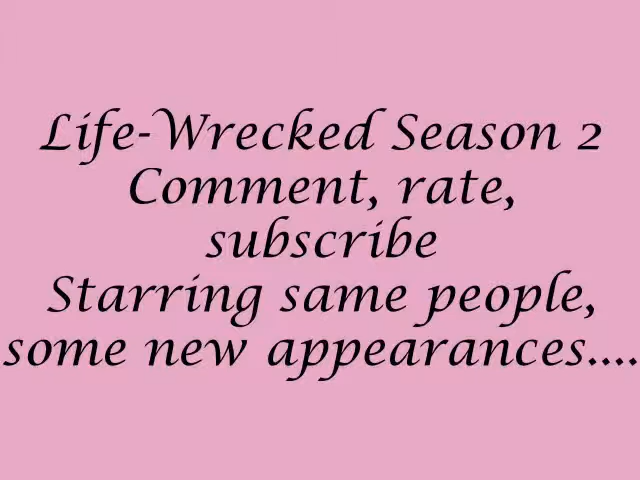 Life-Wrecked Season 2
Comment, rate,
subscribe
Starring same people,
some new appearances....